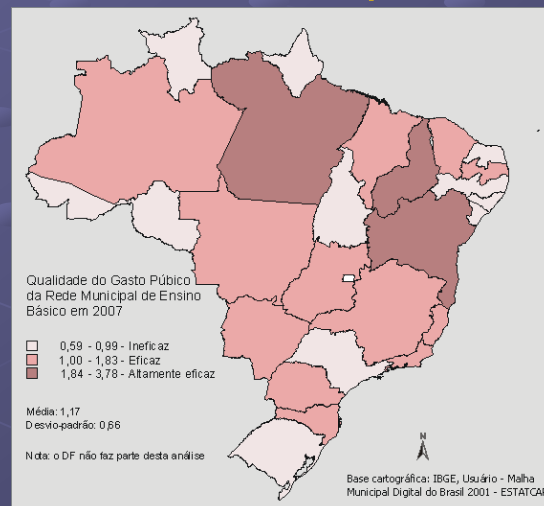 Qualidade do Gasto Púbico
da Rede Municipal de Ensino
Básico em 2007
0,59 - 0,99 - Ineficaz
1,00 - 1,83 - Eficaz
1,84 - 3,78 - Altamente eficaz
Média: 1,17
Desvio-padrão: 0,66
Nota: o DF não faz parte desta análise
N
Base cartográfica: IBGE, Usuário - Malha
Municipal Digital do Brasil 2001 - ESTATCAR